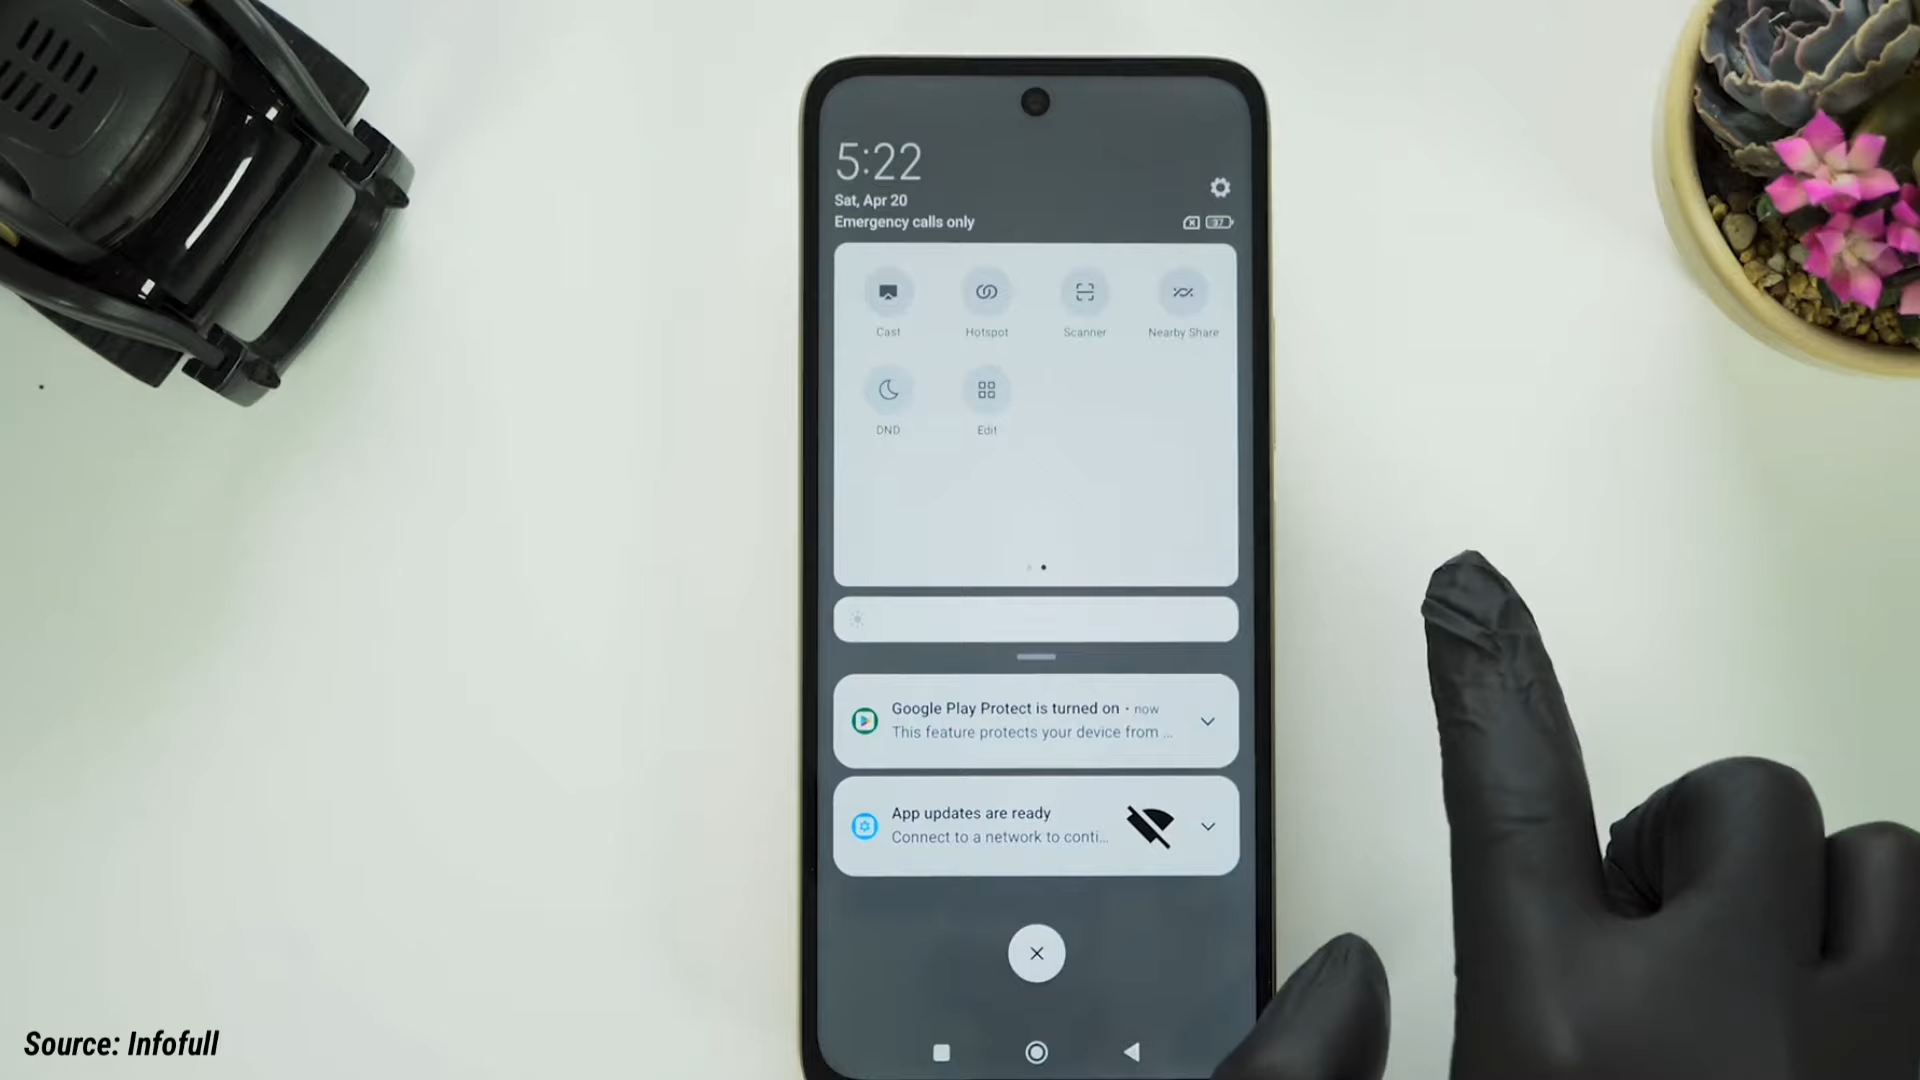 5:22
Sat, Apr 20
Emergency calls only
37
Cast
Hotspot
Scanner
Nearby Share
DND
Edit
Google Play Protect is turned on • now
This feature protects your device from ...
App updates are ready
Connect to a network to conti...
Source: Infofull